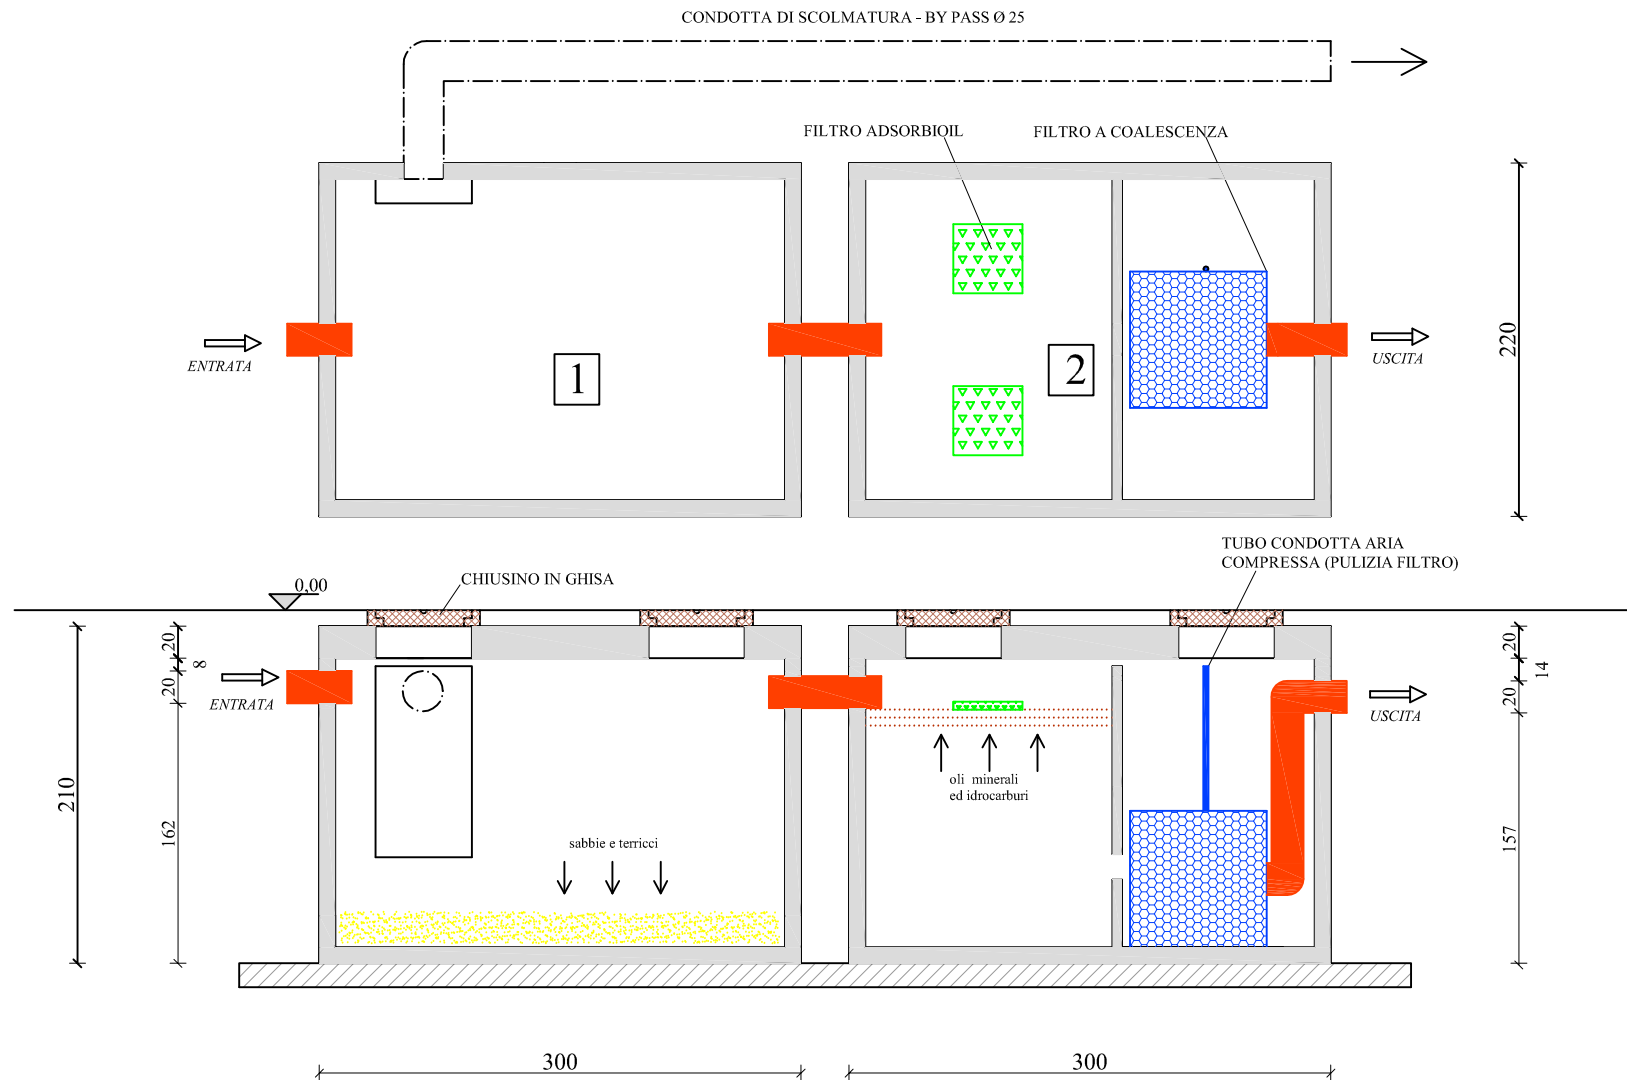 CONDOTTA DI SCOLMATURA - BY PASS Ø 25
FILTRO ADSORBIOIL
FILTRO A COALESCENZA
ENTRATA
1
2
USCITA
220
TUBO CONDOTTA ARIA
COMPRESSA (PULIZIA FILTRO)
0,00
CHIUSINO IN GHISA
20
8
20
ENTRATA
210
162
sabbie e terricci
oli minerali
ed idrocarburi
20
14
20
USCITA
157
300
300